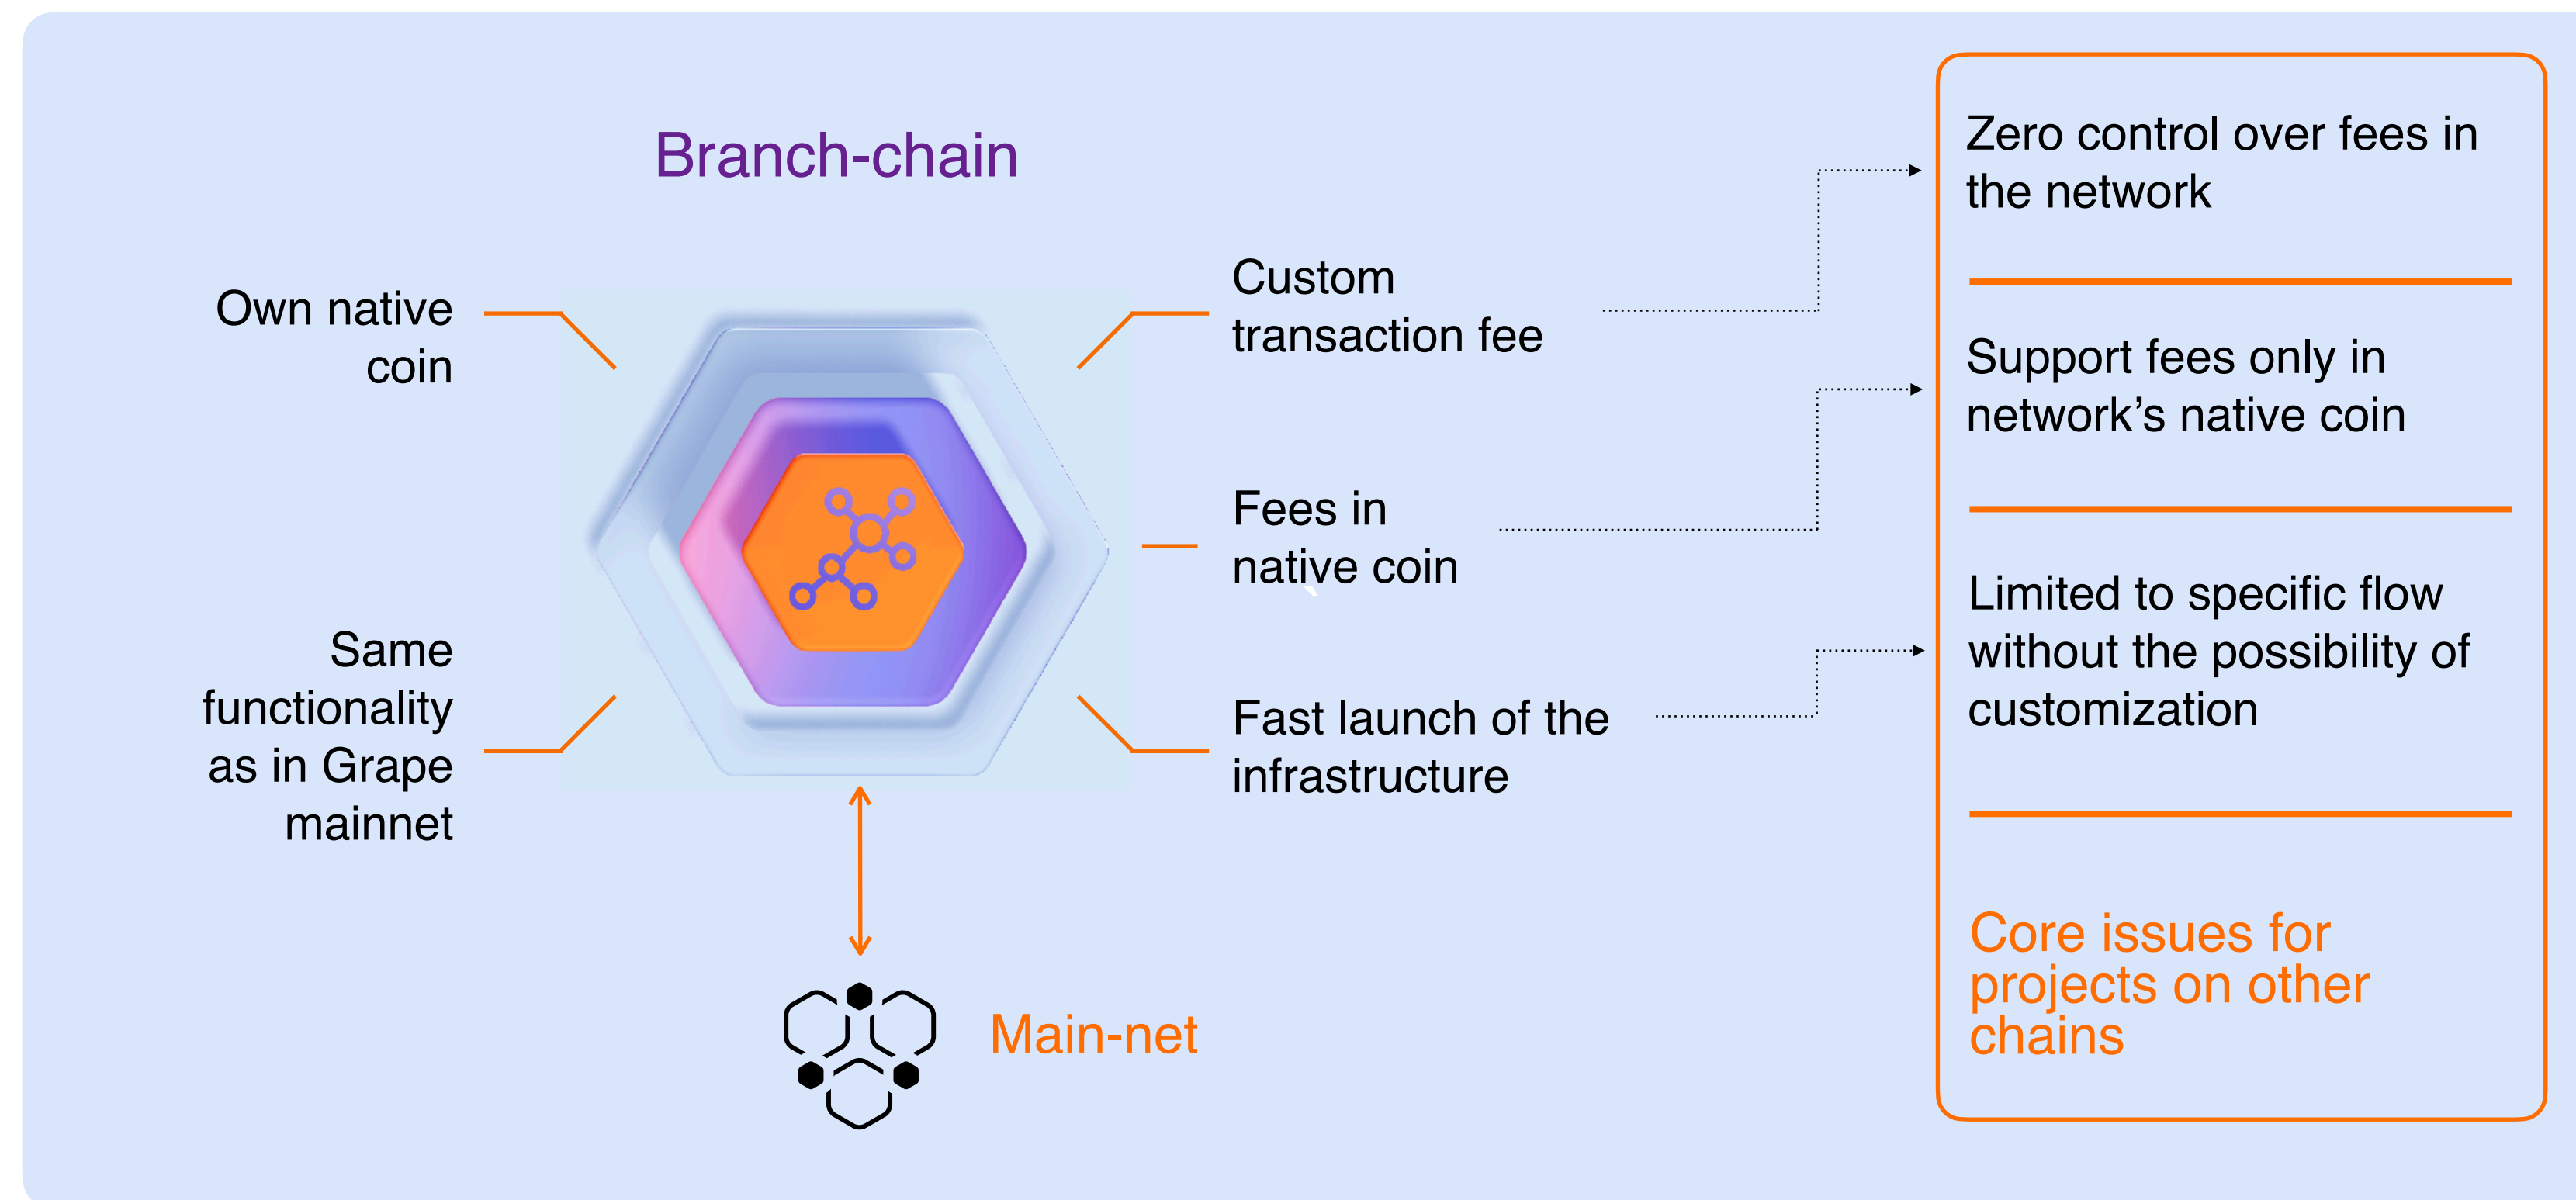 Branch-chain
Own native
coin
Same
functionality
as in Grape
mainnet
Custom
transaction fee
Fees in
native coin
Fast launch of the
infrastructure
Main-net
Zero control over fees in
the network
Support fees only in
network’s native coin
Limited to specific flow
without the possibility of
customization
Core issues for
projects on other
chains